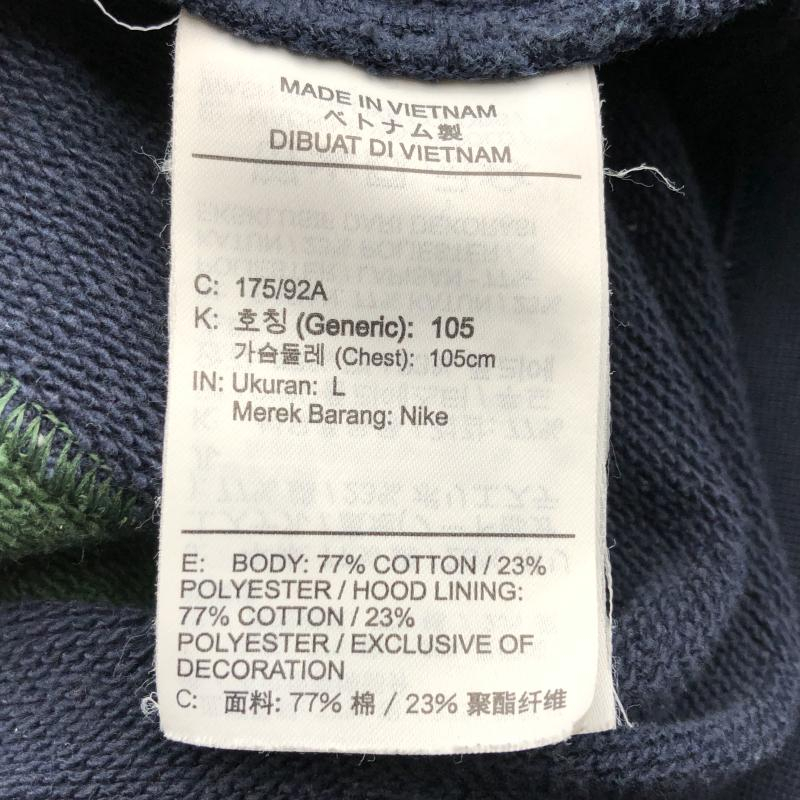 MADE IN VIETNAM
ベトナム製
DIBUAT DI VIETNAM
C: 175/92A
K: 호칭 (Generic): 105
가슴둘레 (Chest): 105cm
IN: Ukuran: L
Merek Barang: Nike
E: BODY: 77% COTTON / 23%
POLYESTER / HOOD LINING:
77% COTTON / 23%
POLYESTER / EXCLUSIVE OF
DECORATION
C: 面料: 77% 棉 / 23% 聚酯纤维